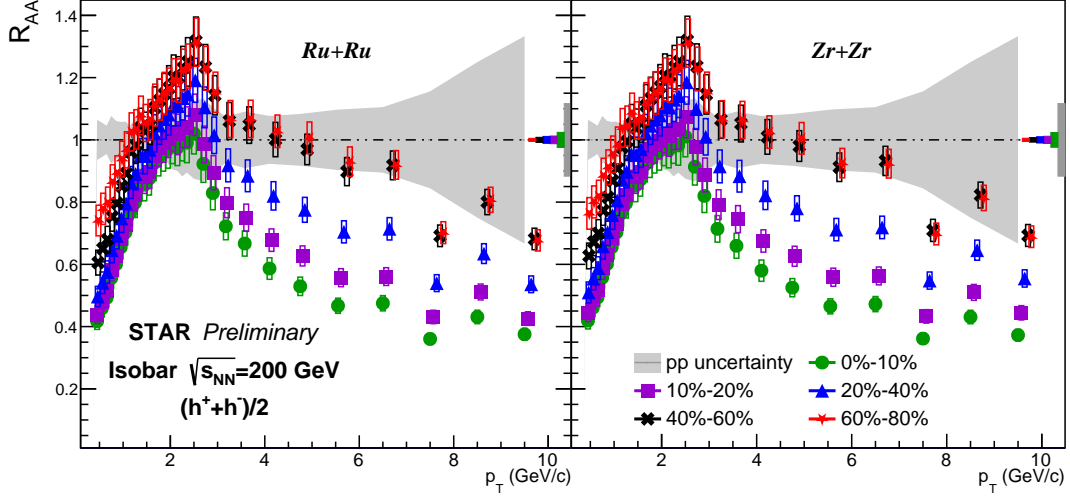 R_AA
1.4
1.2
1
0.8
0.6
0.4
0.2
Ru+Ru
Zr+Zr
STAR Preliminary
Isobar √s_NN=200 GeV
(h⁺+h⁻)/2
pp uncertainty
0%-10%
10%-20%
20%-40%
40%-60%
60%-80%
2 4 6 8 10
2 4 6 8 10
p_T (GeV/c)
p_T (GeV/c)